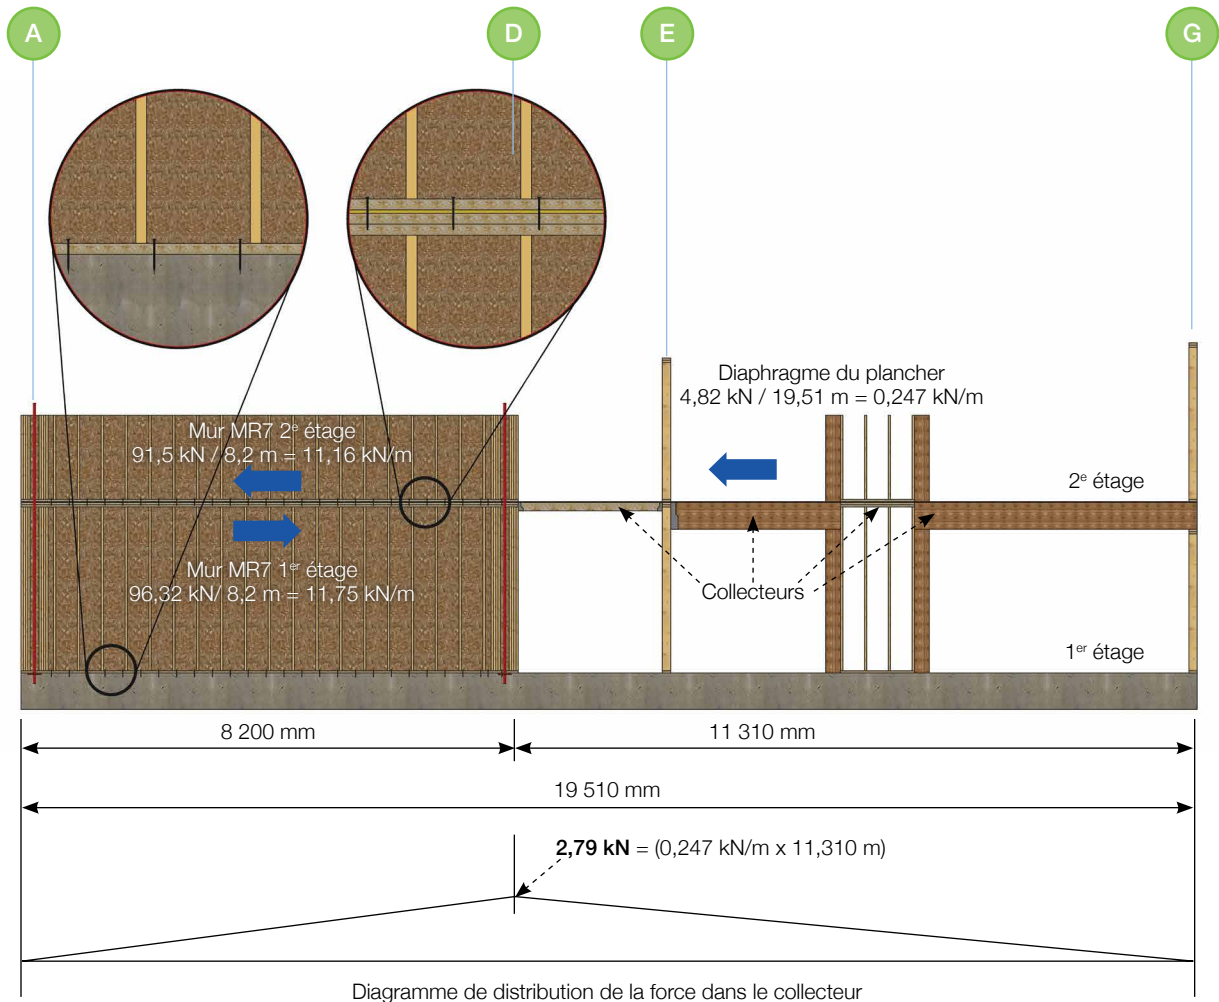 A
D
E
G
Diaphragme du plancher
4,82 kN / 19,51 m = 0,247 kN/m
Mur MR7 2e étage
91,5 kN / 8,2 m = 11,16 kN/m
2e étage
Mur MR7 1er étage
96,32 kN/ 8,2 m = 11,75 kN/m
Collecteurs
1er étage
8 200 mm
11 310 mm
19 510 mm
2,79 kN = (0,247 kN/m x 11,310 m)
Diagramme de distribution de la force dans le collecteur